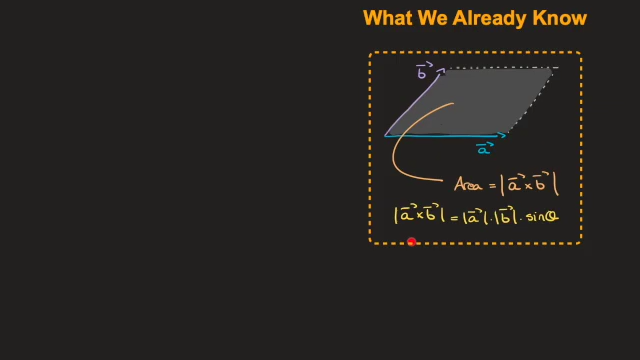 What We Already Know
b⃗
a⃗
Area = |a⃗ × b⃗|
|a⃗ × b⃗| = |a⃗| · |b⃗| · sinθ